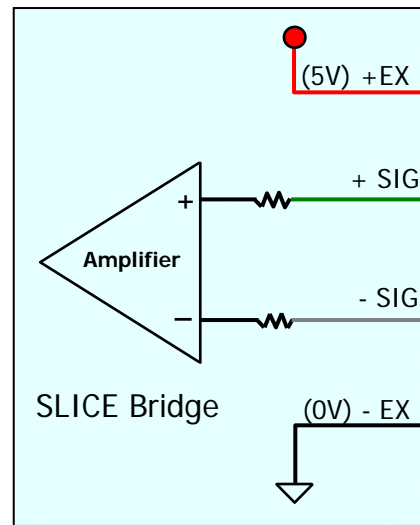 (5V) +EX
+ SIG
+
Amplifier
−
- SIG
SLICE Bridge
(0V) - EX